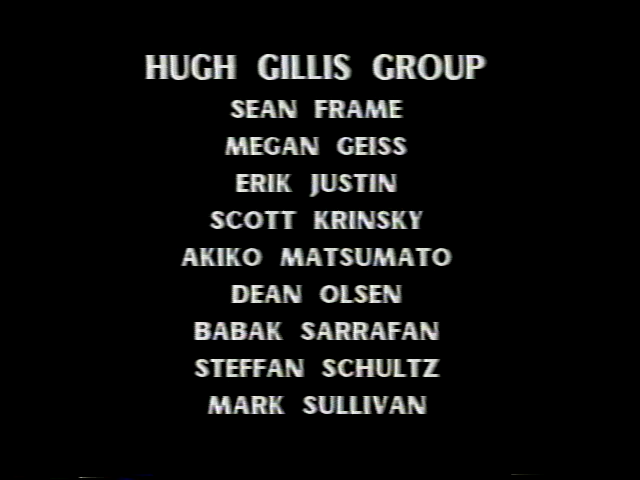 HUGH GILLIS GROUP
SEAN FRAME
MEGAN GEISS
ERIK JUSTIN
SCOTT KRINSKY
AKIKO MATSUMATO
DEAN OLSEN
BABAK SARRAFAN
STEFFAN SCHULTZ
MARK SULLIVAN